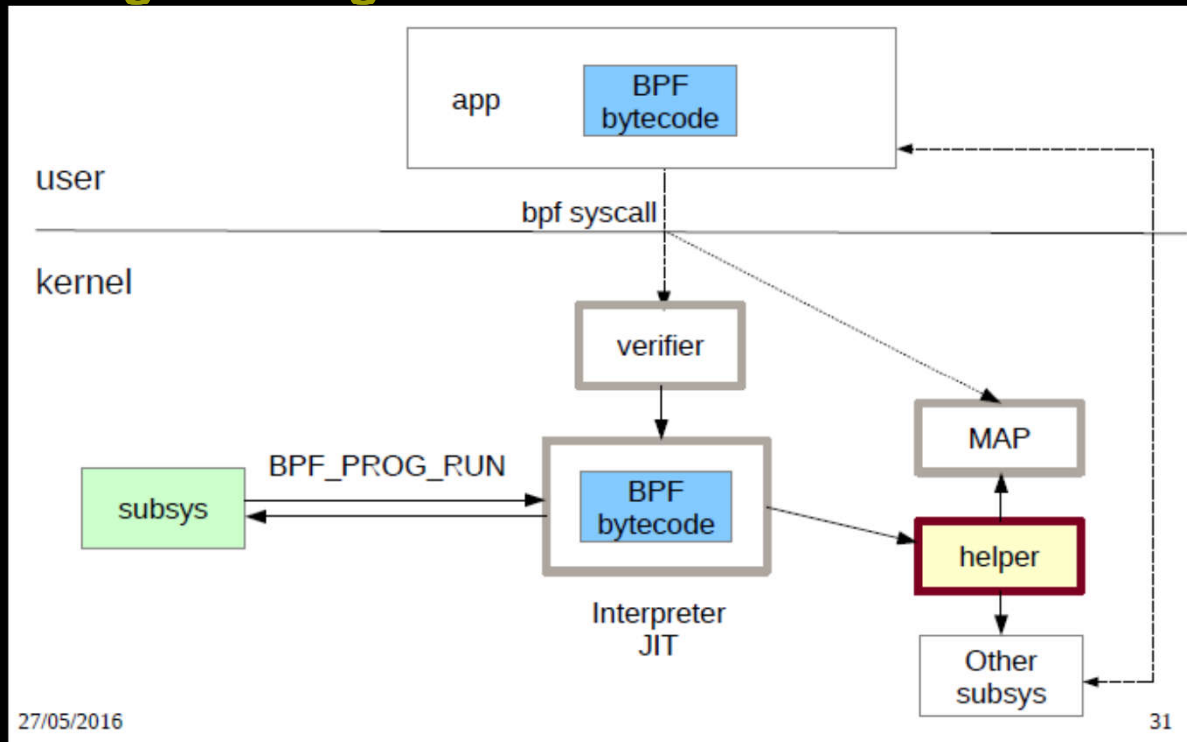 app
BPF
bytecode
user
bpf syscall
kernel
verifier
MAP
BPF_PROG_RUN
subsys
BPF
bytecode
helper
Interpreter
JIT
Other
subsys
27/05/2016
31